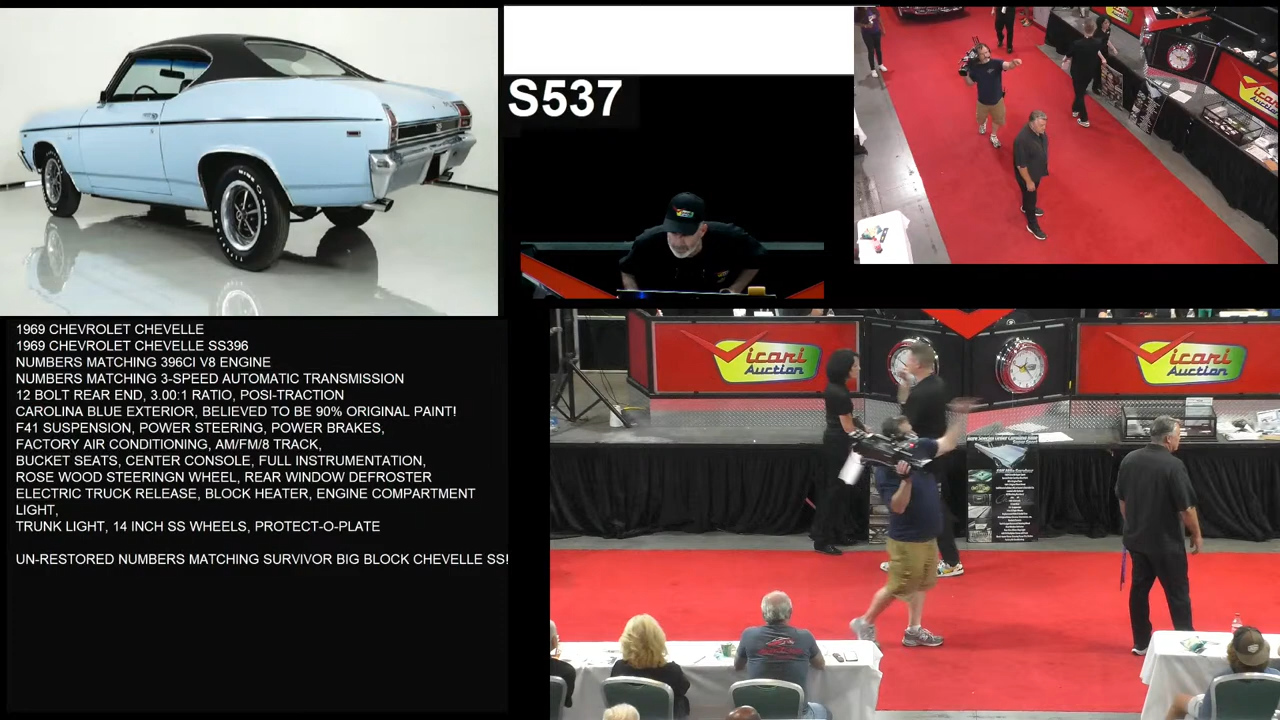 S537
1969 CHEVROLET CHEVELLE
1969 CHEVROLET CHEVELLE SS396
NUMBERS MATCHING 396CI V8 ENGINE
NUMBERS MATCHING 3-SPEED AUTOMATIC TRANSMISSION
12 BOLT REAR END, 3.00:1 RATIO, POSI-TRACTION
CAROLINA BLUE EXTERIOR, BELIEVED TO BE 90% ORIGINAL PAINT!
F41 SUSPENSION, POWER STEERING, POWER BRAKES,
FACTORY AIR CONDITIONING, AM/FM/8 TRACK,
BUCKET SEATS, CENTER CONSOLE, FULL INSTRUMENTATION,
ROSE WOOD STEERINGN WHEEL, REAR WINDOW DEFROSTER
ELECTRIC TRUCK RELEASE, BLOCK HEATER, ENGINE COMPARTMENT
LIGHT,
TRUNK LIGHT, 14 INCH SS WHEELS, PROTECT-O-PLATE
UN-RESTORED NUMBERS MATCHING SURVIVOR BIG BLOCK CHEVELLE SS!
Vicari
Auction
Vicari
Auction